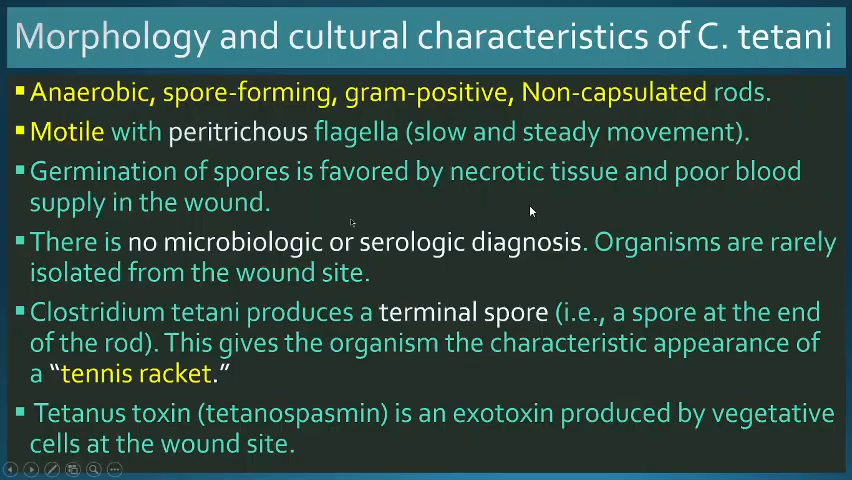 Morphology and cultural characteristics of C. tetani
▪ Anaerobic, spore-forming, gram-positive, Non-capsulated rods.
▪ Motile with peritrichous flagella (slow and steady movement).
▪ Germination of spores is favored by necrotic tissue and poor blood
supply in the wound.
▪ There is no microbiologic or serologic diagnosis. Organisms are rarely
isolated from the wound site.
▪ Clostridium tetani produces a terminal spore (i.e., a spore at the end
of the rod). This gives the organism the characteristic appearance of
a “tennis racket.”
▪ Tetanus toxin (tetanospasmin) is an exotoxin produced by vegetative
cells at the wound site.